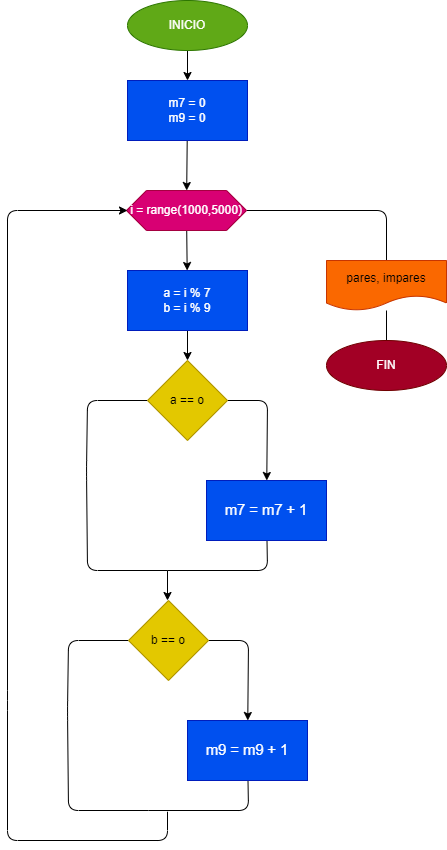 INICIO
m7 = 0
m9 = 0
i = range(1000,5000)
pares, impares
a = i % 7
b = i % 9
FIN
a == o
m7 = m7 + 1
b == o
m9 = m9 + 1